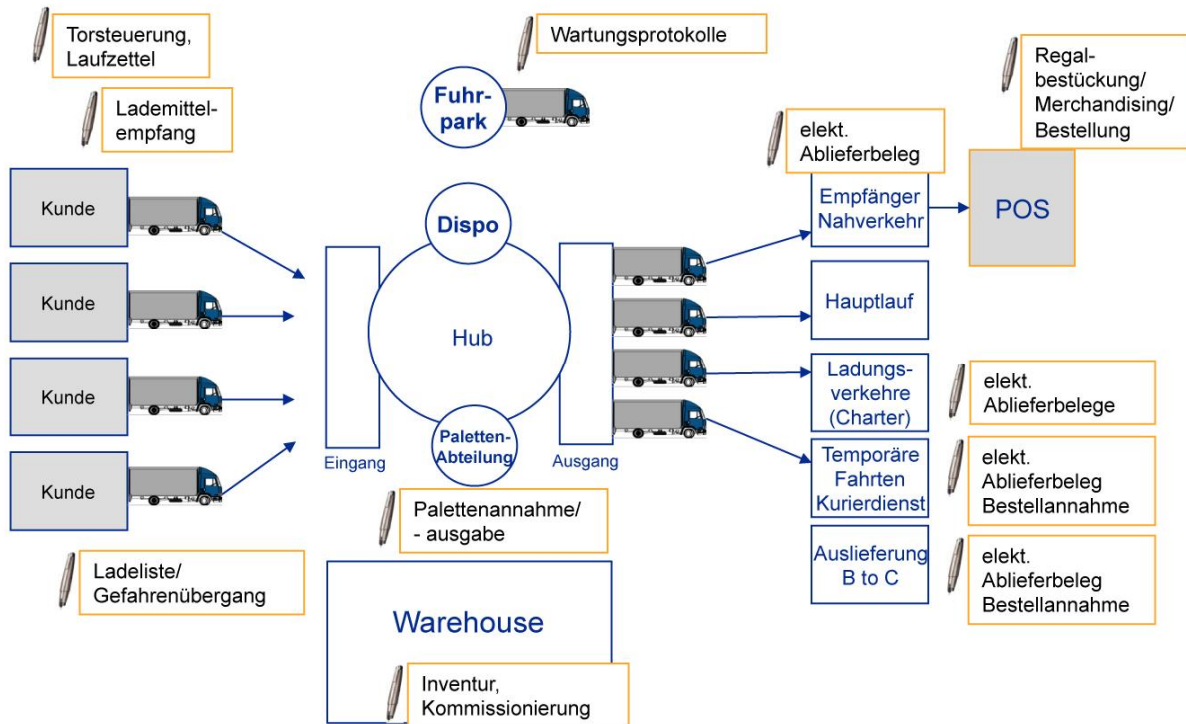 Torsteuerung,
Laufzettel
Lademittel-
empfang
Wartungsprotokolle
Fuhr-
park
Regal-
bestückung/
Merchandising/
Bestellung
elekt.
Ablieferbeleg
Kunde
Kunde
Kunde
Kunde
Ladeliste/
Gefahrenübergang
Dispo
Hub
Paletten-
Abteilung
Eingang
Ausgang
Palettenannahme/
- ausgabe
Warehouse
Inventur,
Kommissionierung
Empfänger
Nahverkehr
POS
Hauptlauf
Ladungs-
verkehre
(Charter)
elekt.
Ablieferbelege
Temporäre
Fahrten
Kurierdienst
elekt.
Ablieferbeleg
Bestellannahme
Auslieferung
B to C
elekt.
Ablieferbeleg
Bestellannahme